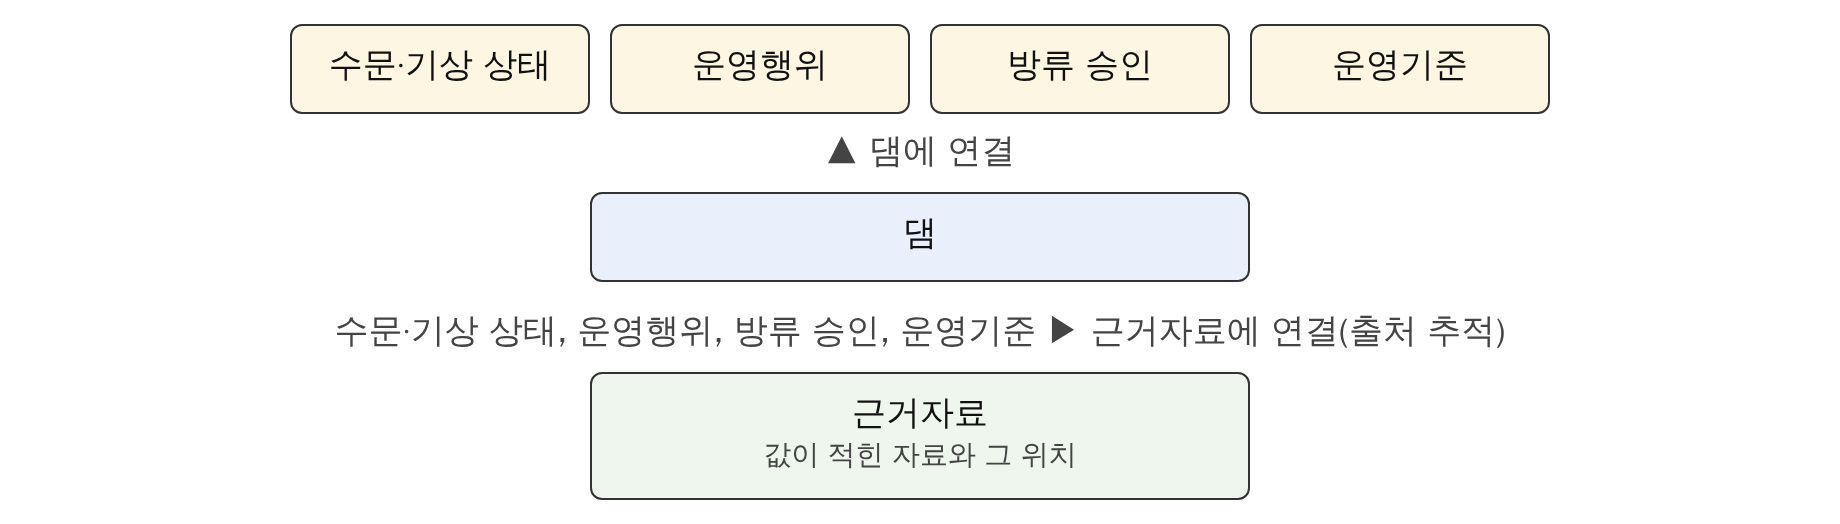 수문·기상 상태
운영행위
방류 승인
운영기준
▲ 댐에 연결
댐
수문·기상 상태, 운영행위, 방류 승인, 운영기준 ▶ 근거자료에 연결(출처 추적)
근거자료
값이 적힌 자료와 그 위치